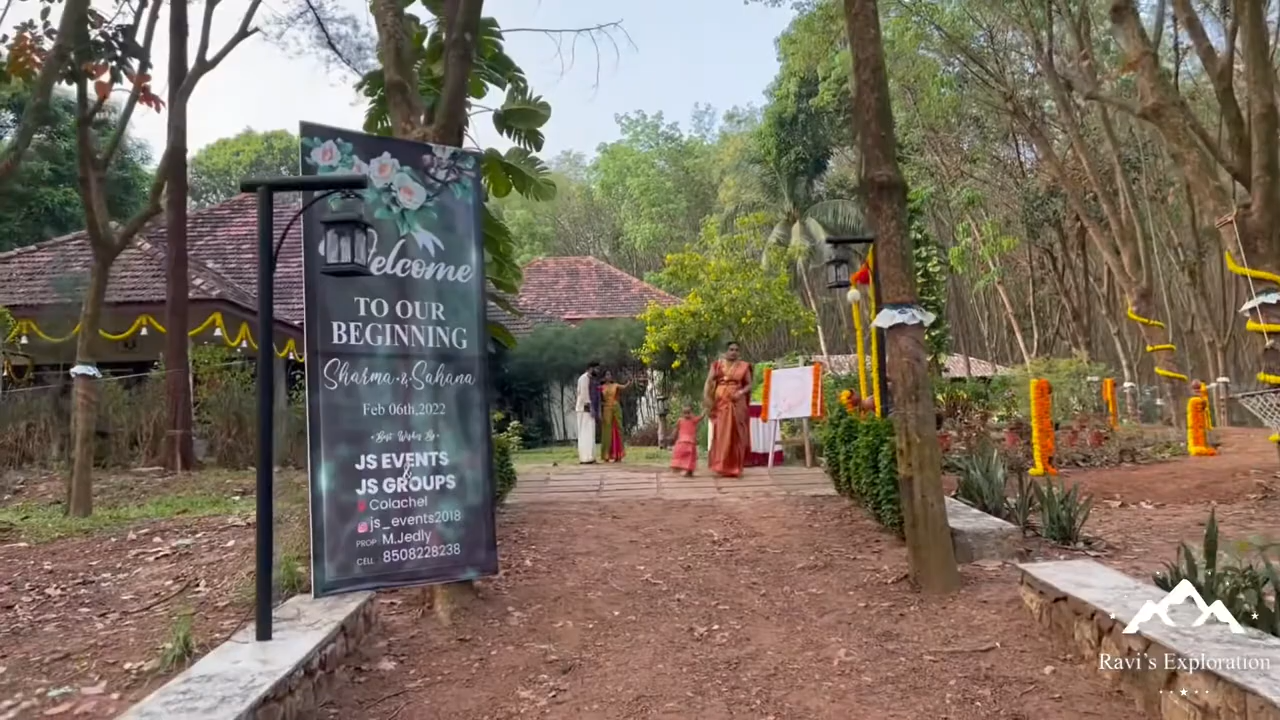 Welcome
TO OUR
BEGINNING
Sharma & Sahana
Feb 06th,2022
Best Wishes By
JS EVENTS
&
JS GROUPS
Colachel
js_events2018
PROP M.Jedly
CELL 8508228238
Ravi's Exploration